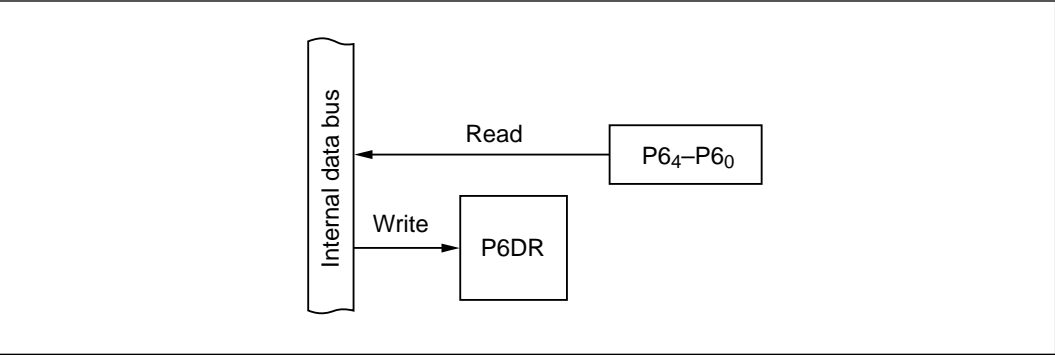 Internal data bus
Read
P6₄–P6₀
Write
P6DR